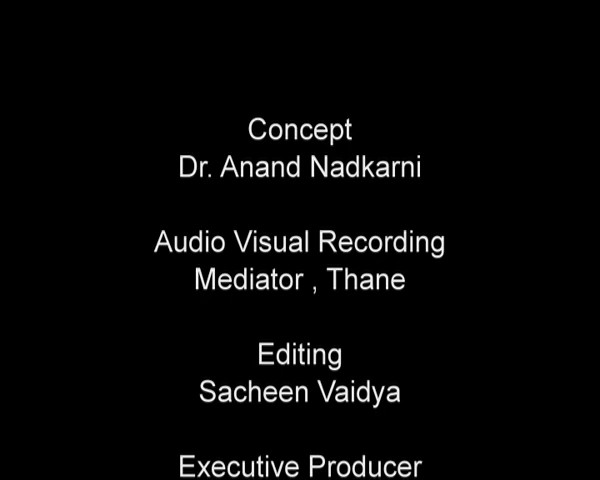 Concept
Dr. Anand Nadkarni
Audio Visual Recording
Mediator , Thane
Editing
Sacheen Vaidya
Executive Producer